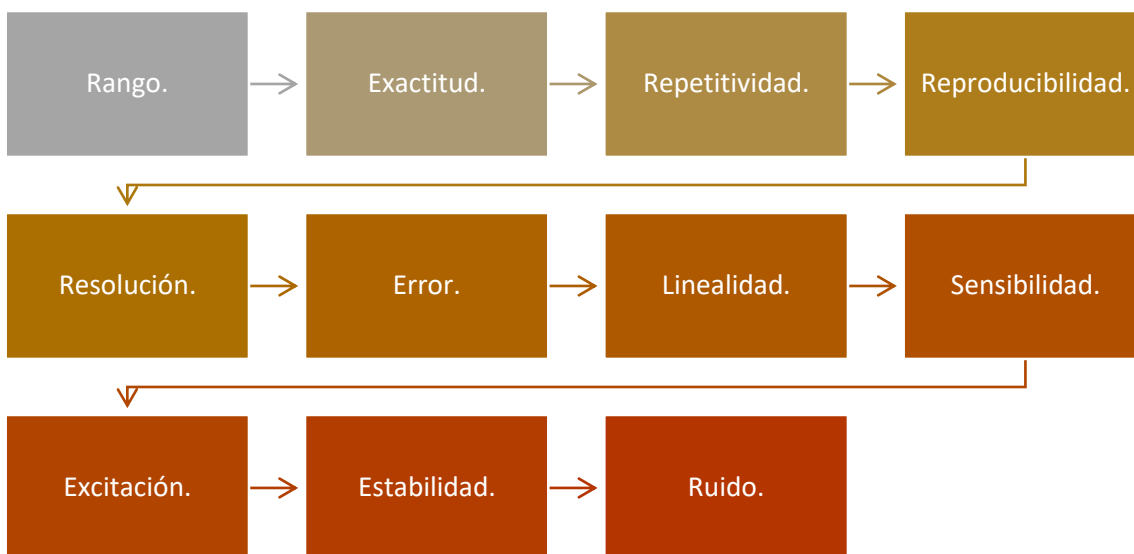 Rango.
Exactitud.
Repetitividad.
Reproducibilidad.
Resolución.
Error.
Linealidad.
Sensibilidad.
Excitación.
Estabilidad.
Ruido.